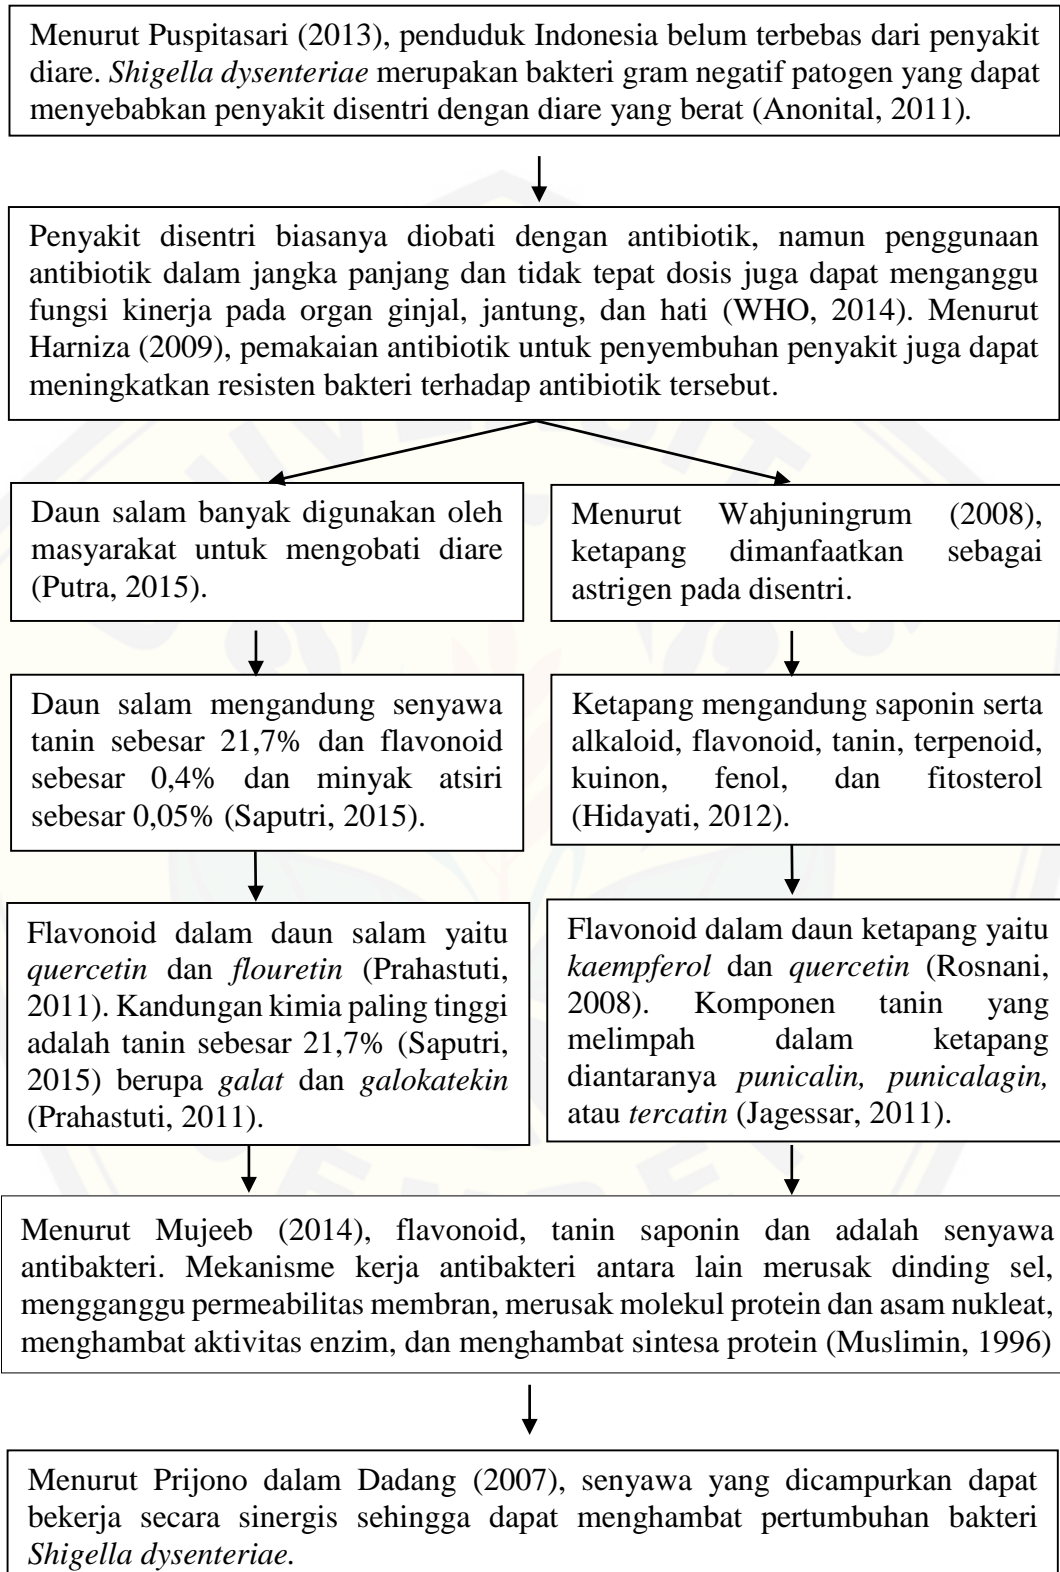 Menurut Puspitasari (2013), penduduk Indonesia belum terbebas dari penyakit
diare. Shigella dysenteriae merupakan bakteri gram negatif patogen yang dapat
menyebabkan penyakit disentri dengan diare yang berat (Anonital, 2011).
Penyakit disentri biasanya diobati dengan antibiotik, namun penggunaan
antibiotik dalam jangka panjang dan tidak tepat dosis juga dapat menganggu
fungsi kinerja pada organ ginjal, jantung, dan hati (WHO, 2014). Menurut
Harniza (2009), pemakaian antibiotik untuk penyembuhan penyakit juga dapat
meningkatkan resisten bakteri terhadap antibiotik tersebut.
Daun salam banyak digunakan oleh
masyarakat untuk mengobati diare
(Putra, 2015).
Menurut Wahjuningrum (2008),
ketapang dimanfaatkan sebagai
astrigen pada disentri.
Daun salam mengandung senyawa
tanin sebesar 21,7% dan flavonoid
sebesar 0,4% dan minyak atsiri
sebesar 0,05% (Saputri, 2015).
Ketapang mengandung saponin serta
alkaloid, flavonoid, tanin, terpenoid,
kuinon, fenol, dan fitosterol
(Hidayati, 2012).
Flavonoid dalam daun salam yaitu
quercetin dan flouretin (Prahastuti,
2011). Kandungan kimia paling tinggi
adalah tanin sebesar 21,7% (Saputri,
2015) berupa galat dan galokatekin
(Prahastuti, 2011).
Flavonoid dalam daun ketapang yaitu
kaempferol dan quercetin (Rosnani,
2008). Komponen tanin yang
melimpah dalam ketapang
diantaranya punicalin, punicalagin,
atau tercatin (Jagessar, 2011).
Menurut Mujeeb (2014), flavonoid, tanin saponin dan adalah senyawa
antibakteri. Mekanisme kerja antibakteri antara lain merusak dinding sel,
mengganggu permeabilitas membran, merusak molekul protein dan asam nukleat,
menghambat aktivitas enzim, dan menghambat sintesa protein (Muslimin, 1996)
Menurut Prijono dalam Dadang (2007), senyawa yang dicampurkan dapat
bekerja secara sinergis sehingga dapat menghambat pertumbuhan bakteri
Shigella dysenteriae.